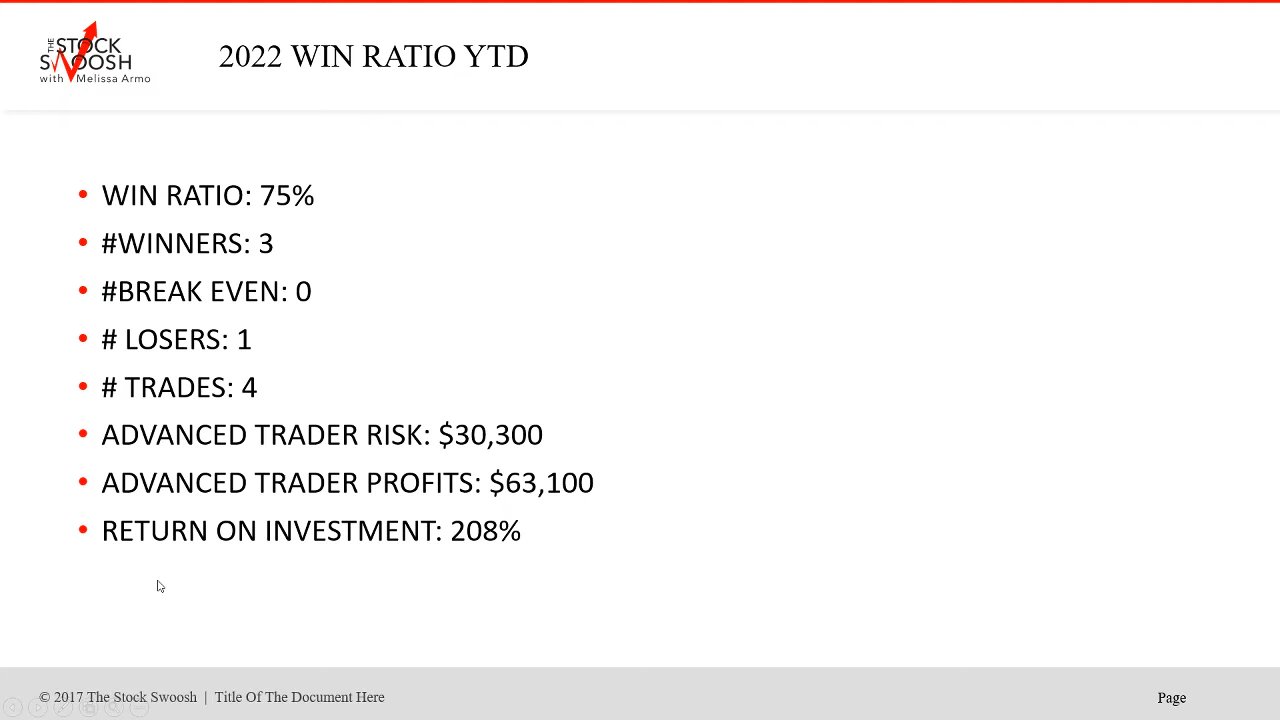 THE STOCK
SWOOSH
with Melissa Armo
2022 WIN RATIO YTD
• WIN RATIO: 75%
• #WINNERS: 3
• #BREAK EVEN: 0
• # LOSERS: 1
• # TRADES: 4
• ADVANCED TRADER RISK: $30,300
• ADVANCED TRADER PROFITS: $63,100
• RETURN ON INVESTMENT: 208%
© 2017 The Stock Swoosh | Title Of The Document Here
Page